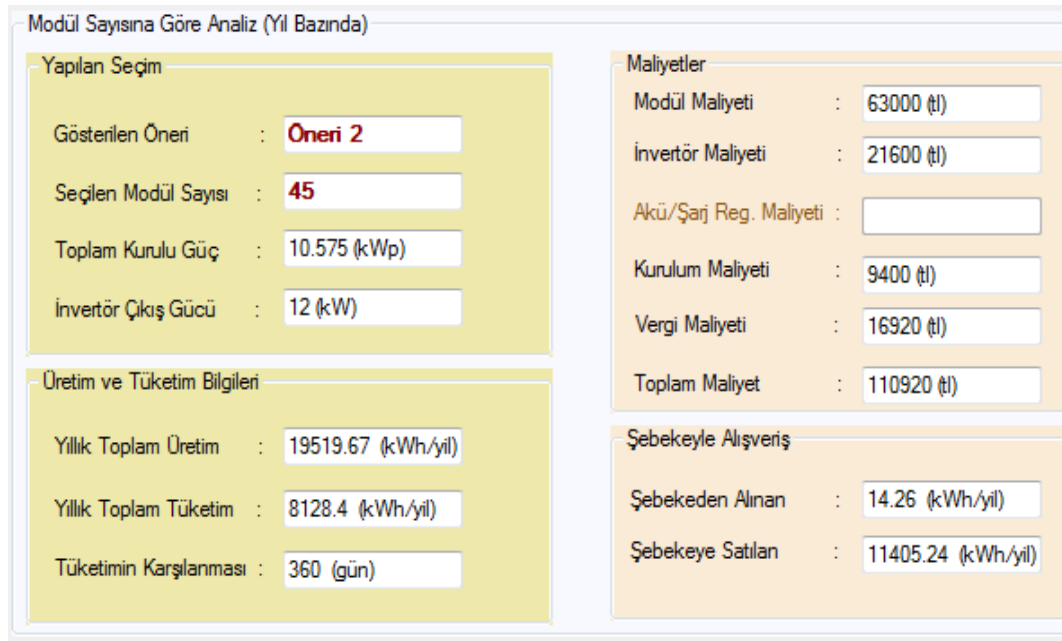 Modül Sayısına Göre Analiz (Yıl Bazında)
Yapılan Seçim
Gösterilen Öneri : Öneri 2
Seçilen Modül Sayısı : 45
Toplam Kurulu Güç : 10.575 (kWp)
İnvertör Çıkış Gücü : 12 (kW)
Üretim ve Tüketim Bilgileri
Yıllık Toplam Üretim : 19519.67 (kWh/yil)
Yıllık Toplam Tüketim : 8128.4 (kWh/yil)
Tüketimin Karşılanması : 360 (gün)
Maliyetler
Modül Maliyeti : 63000 (tl)
İnvertör Maliyeti : 21600 (tl)
Akü/Şarj Reg. Maliyeti :
Kurulum Maliyeti : 9400 (tl)
Vergi Maliyeti : 16920 (tl)
Toplam Maliyet : 110920 (tl)
Şebekeyle Alışveriş
Şebekeden Alınan : 14.26 (kWh/yil)
Şebekeye Satılan : 11405.24 (kWh/yil)